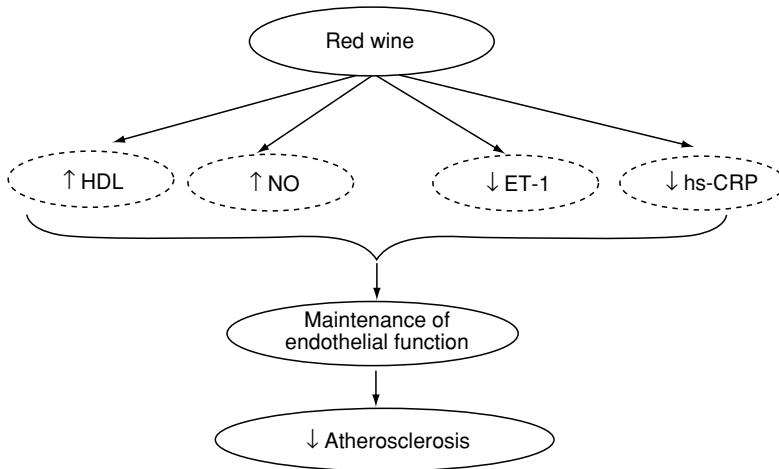 Red wine
↑ HDL
↑ NO
↓ ET-1
↓ hs-CRP
Maintenance of
endothelial function
↓ Atherosclerosis